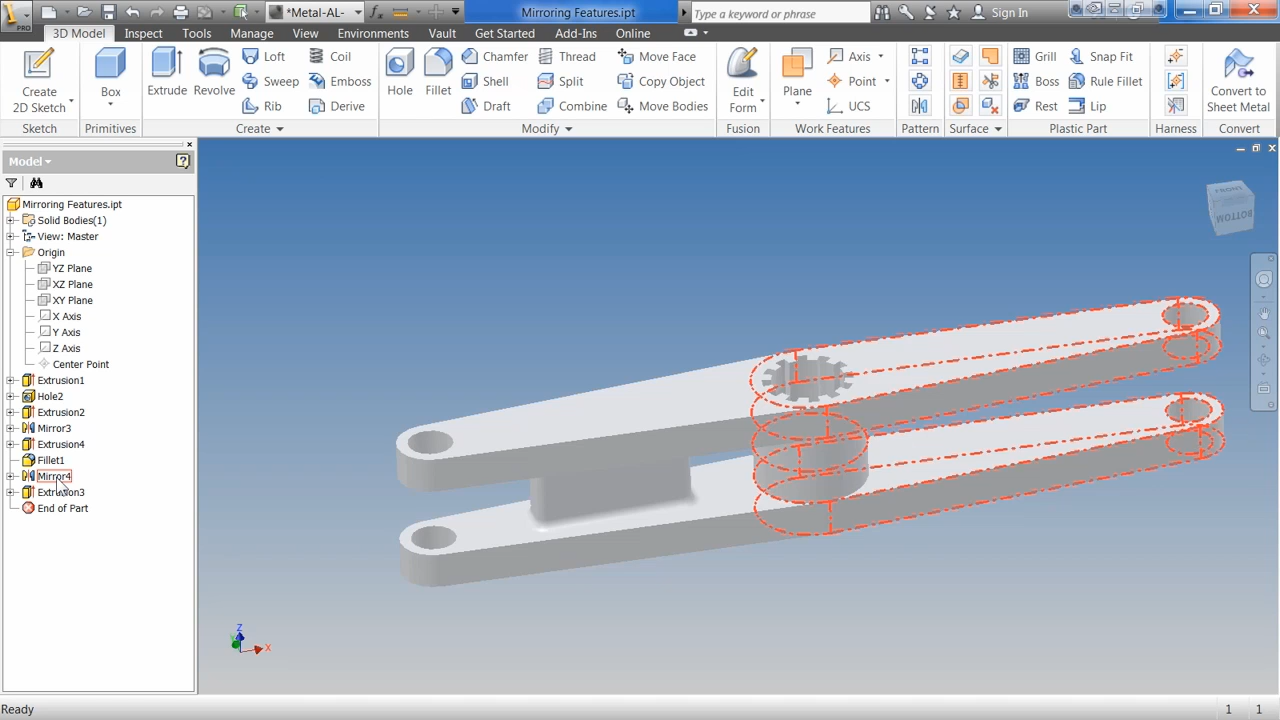 *Metal-AL-
Mirroring Features.ipt
Type a keyword or phrase
Sign In
PRO
3D Model Inspect Tools Manage View Environments Vault Get Started Add-Ins Online
Create
2D Sketch
Box
Extrude
Revolve
Loft
Sweep
Rib
Coil
Emboss
Derive
Hole
Fillet
Chamfer
Shell
Draft
Thread
Split
Combine
Move Face
Copy Object
Move Bodies
Edit
Form
Plane
Axis
Point
UCS
Grill
Boss
Rest
Snap Fit
Rule Fillet
Lip
Convert to
Sheet Metal
Sketch Primitives Create Modify Fusion Work Features Pattern Surface Plastic Part Harness Convert
Model
Mirroring Features.ipt
Solid Bodies(1)
View: Master
Origin
YZ Plane
XZ Plane
XY Plane
X Axis
Y Axis
Z Axis
Center Point
Extrusion1
Hole2
Extrusion2
Mirror3
Extrusion4
Fillet1
Mirror4
Extrusion3
End of Part
FRONT
BOTTOM
Z
Y
X
Ready
1 1